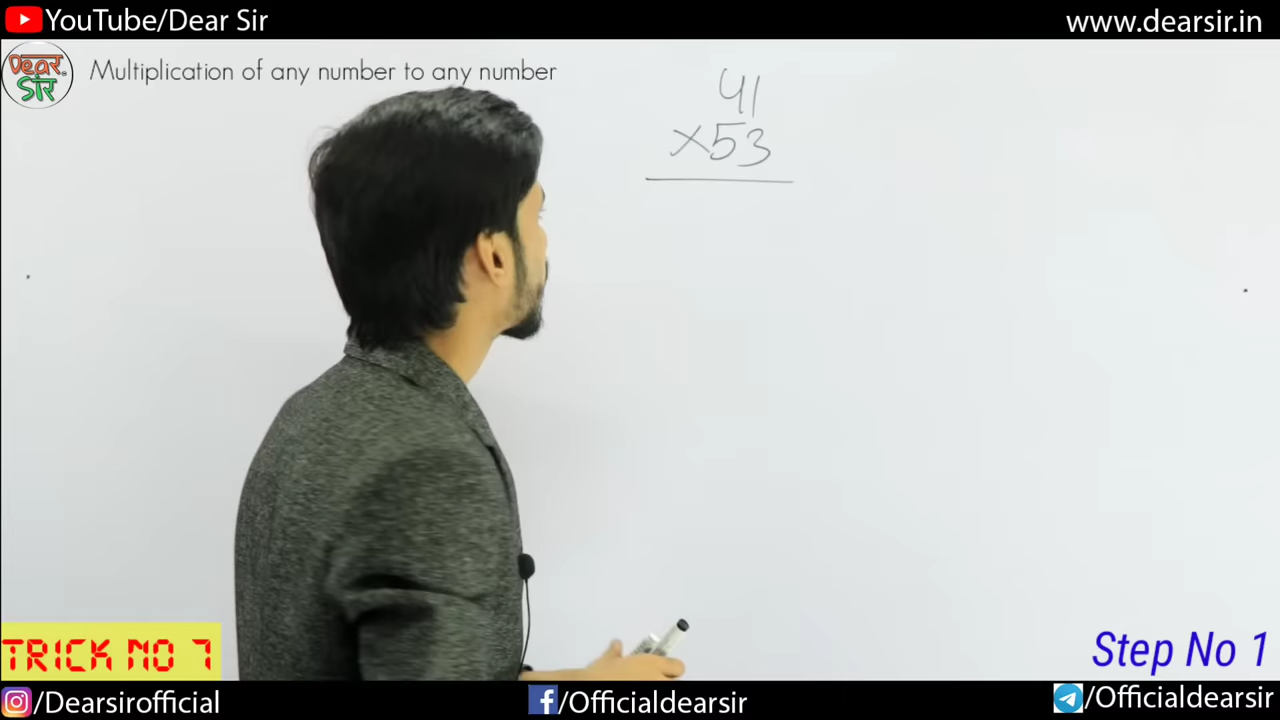 YouTube/Dear Sir
www.dearsir.in
Dear
सर
Multiplication of any number to any number
41
×53
TRICK NO 7
Step No 1
/Dearsirofficial
/Officialdearsir
/Officialdearsir